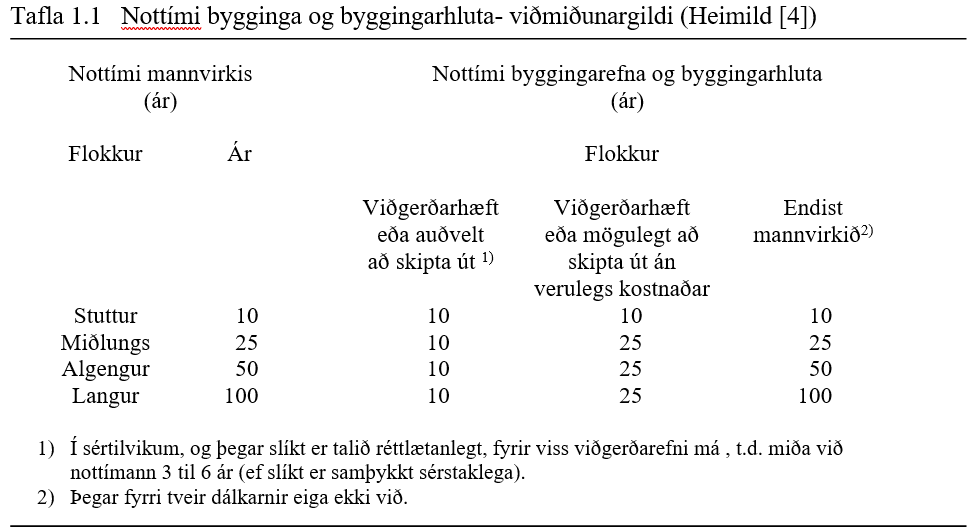 Tafla 1.1 Nottími bygginga og byggingarhluta- viðmiðunargildi (Heimild [4])
Nottími mannvirkis Nottími byggingarefna og byggingarhluta
(ár) (ár)
Flokkur Ár Flokkur
Viðgerðarhæft Viðgerðarhæft Endist
eða auðvelt eða mögulegt að mannvirkið2)
að skipta út 1) skipta út án
verulegs kostnaðar
Stuttur 10 10 10 10
Miðlungs 25 10 25 25
Algengur 50 10 25 50
Langur 100 10 25 100
1) Í sértilvikum, og þegar slíkt er talið réttlætanlegt, fyrir viss viðgerðarefni má , t.d. miða við
nottímann 3 til 6 ár (ef slíkt er samþykkt sérstaklega).
2) Þegar fyrri tveir dálkarnir eiga ekki við.